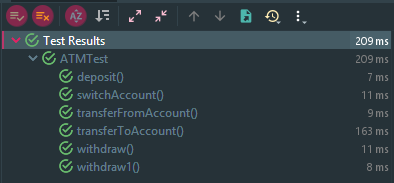 Test Results 209 ms
ATMTest 209 ms
deposit() 7 ms
switchAccount() 11 ms
transferFromAccount() 9 ms
transferToAccount() 163 ms
withdraw() 11 ms
withdraw1() 8 ms